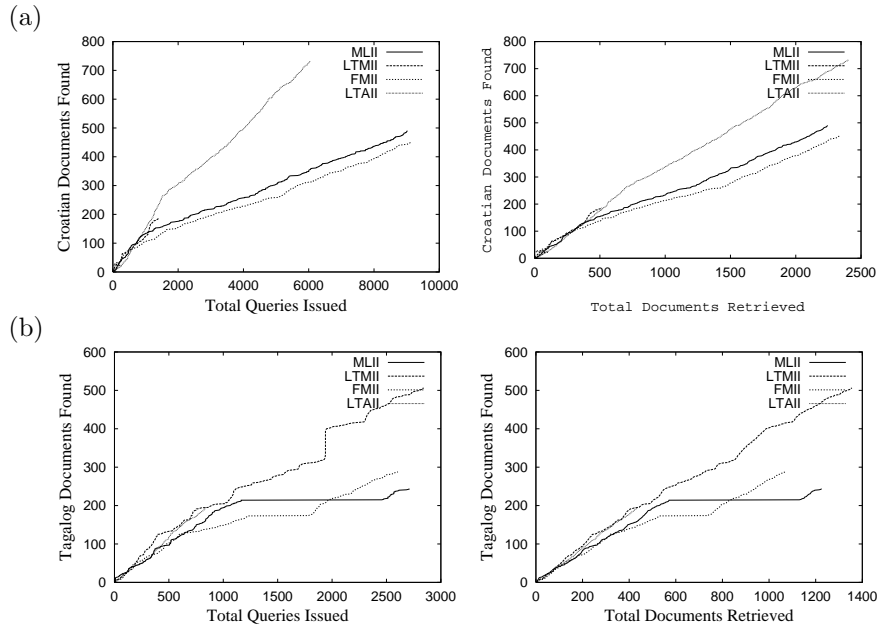 (a)
800
700
600
500
400
300
200
100
0
Croatian Documents Found
0 2000 4000 6000 8000 10000
Total Queries Issued
MLII
LTMII
FMII
LTAII
800
700
600
500
400
300
200
100
0
Croatian Documents Found
0 500 1000 1500 2000
Total Documents Retrieved
MLII
LTMII
FMII
LTAII
(b)
600
500
400
300
200
100
0
Tagalog Documents Found
0 500 1000 1500 2000 2500 3000
Total Queries Issued
MLII
LTMII
FMII
LTAII
600
500
400
300
200
100
0
Tagalog Documents Found
0 200 400 600 800 1000 1200 1400
Total Documents Retrieved
MLII
LTMII
FMII
LTAII